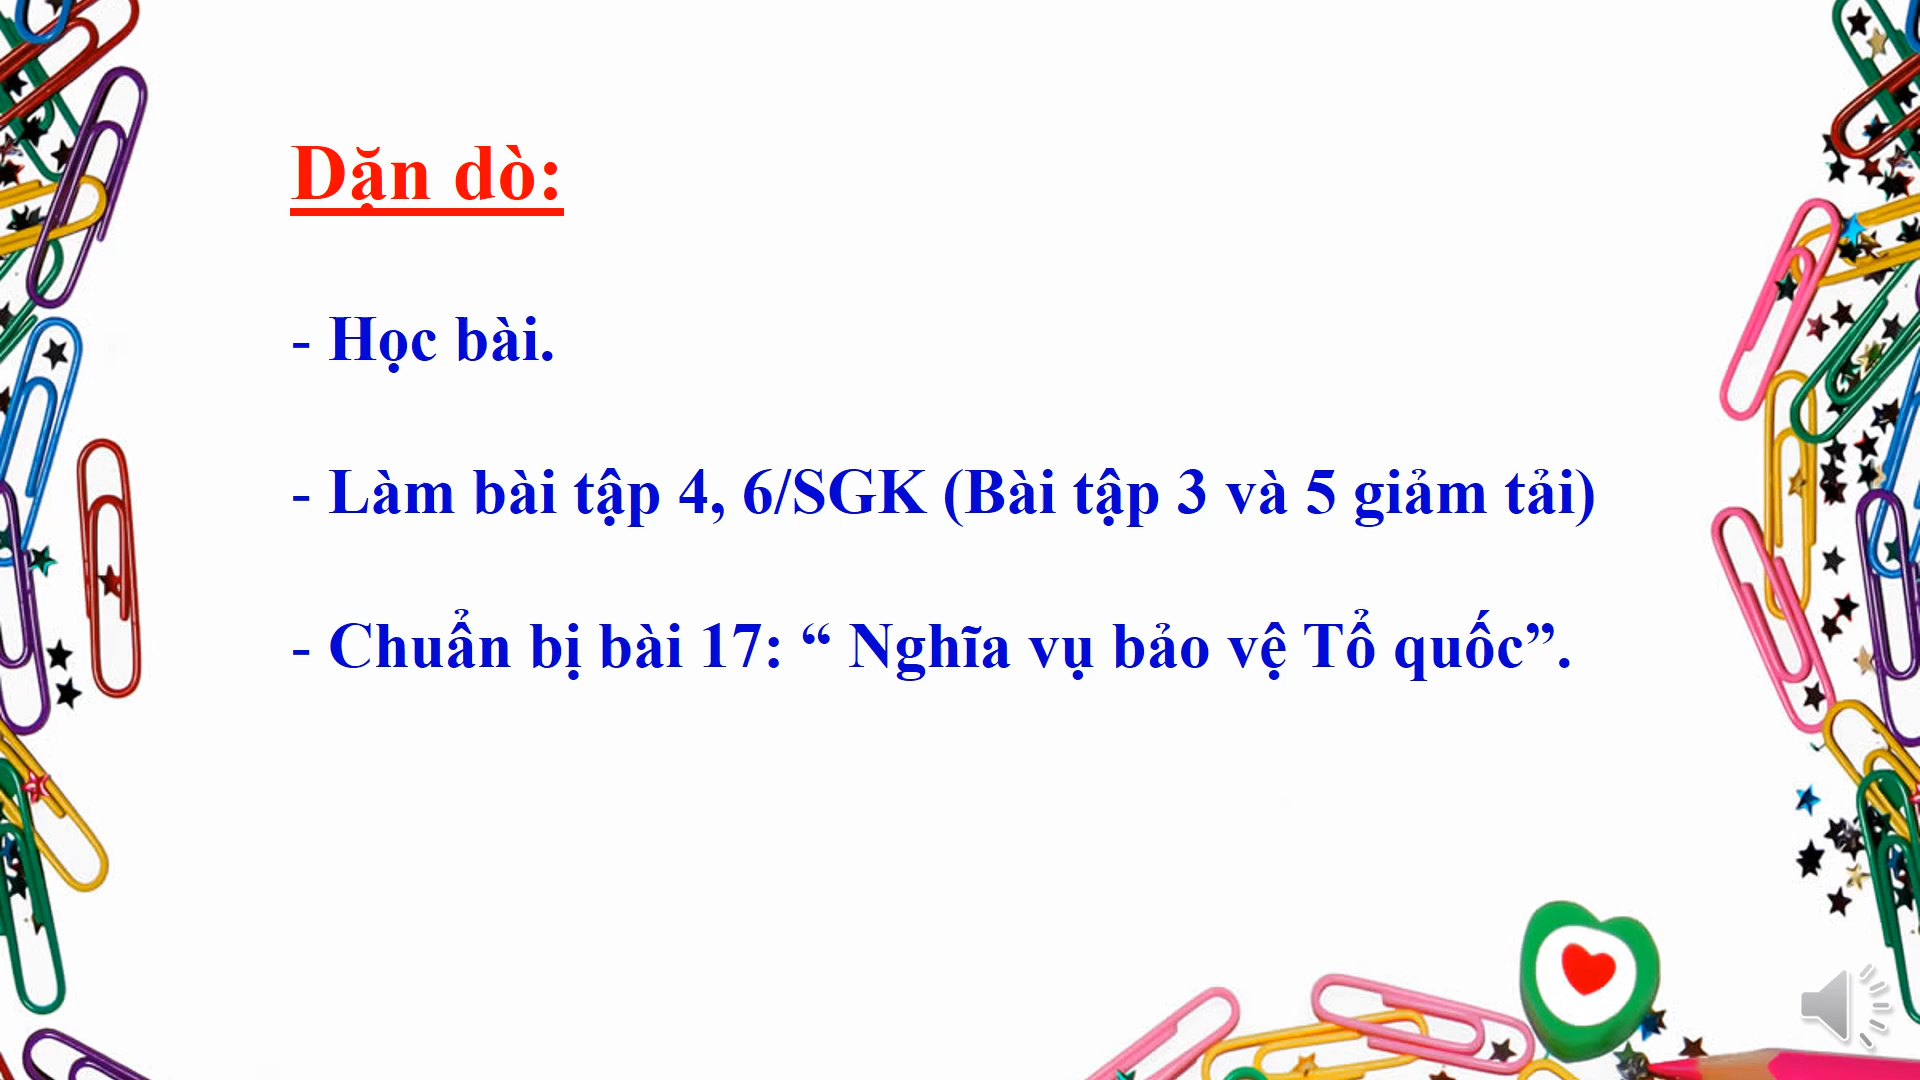 Dặn dò:
- Học bài.
- Làm bài tập 4, 6/SGK (Bài tập 3 và 5 giảm tải)
- Chuẩn bị bài 17: “ Nghĩa vụ bảo vệ Tổ quốc”.